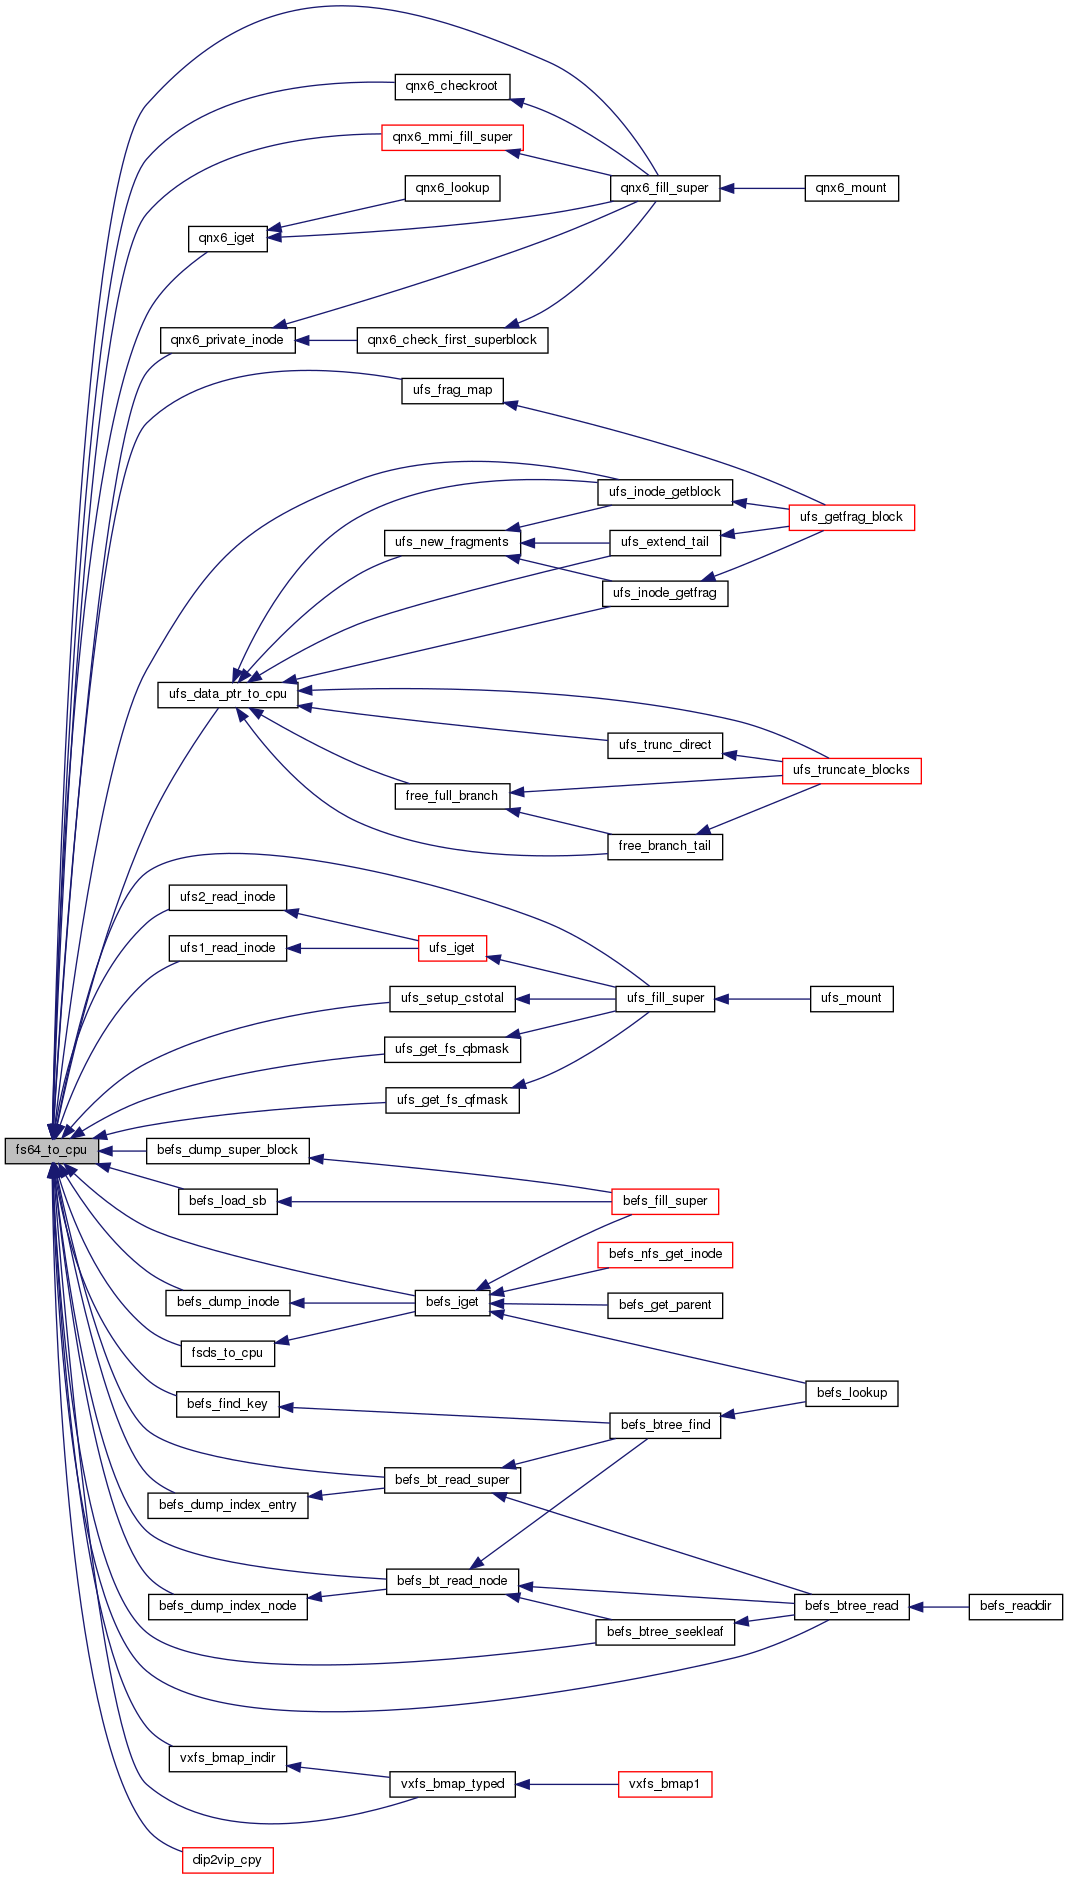 qnx6_checkroot
qnx6_mmi_fill_super
qnx6_lookup
qnx6_fill_super
qnx6_mount
qnx6_iget
qnx6_private_inode
qnx6_check_first_superblock
ufs_frag_map
ufs_inode_getblock
ufs_getfrag_block
ufs_new_fragments
ufs_extend_tail
ufs_inode_getfrag
ufs_data_ptr_to_cpu
ufs_trunc_direct
ufs_truncate_blocks
free_full_branch
free_branch_tail
ufs2_read_inode
ufs1_read_inode
ufs_iget
ufs_setup_cstotal
ufs_fill_super
ufs_mount
ufs_get_fs_qbmask
ufs_get_fs_qfmask
fs64_to_cpu
befs_dump_super_block
befs_load_sb
befs_fill_super
befs_nfs_get_inode
befs_dump_inode
befs_iget
befs_get_parent
fsds_to_cpu
befs_lookup
befs_find_key
befs_btree_find
befs_bt_read_super
befs_dump_index_entry
befs_bt_read_node
befs_dump_index_node
befs_btree_read
befs_readdir
befs_btree_seekleaf
vxfs_bmap_indir
vxfs_bmap_typed
vxfs_bmap1
dip2vip_cpy